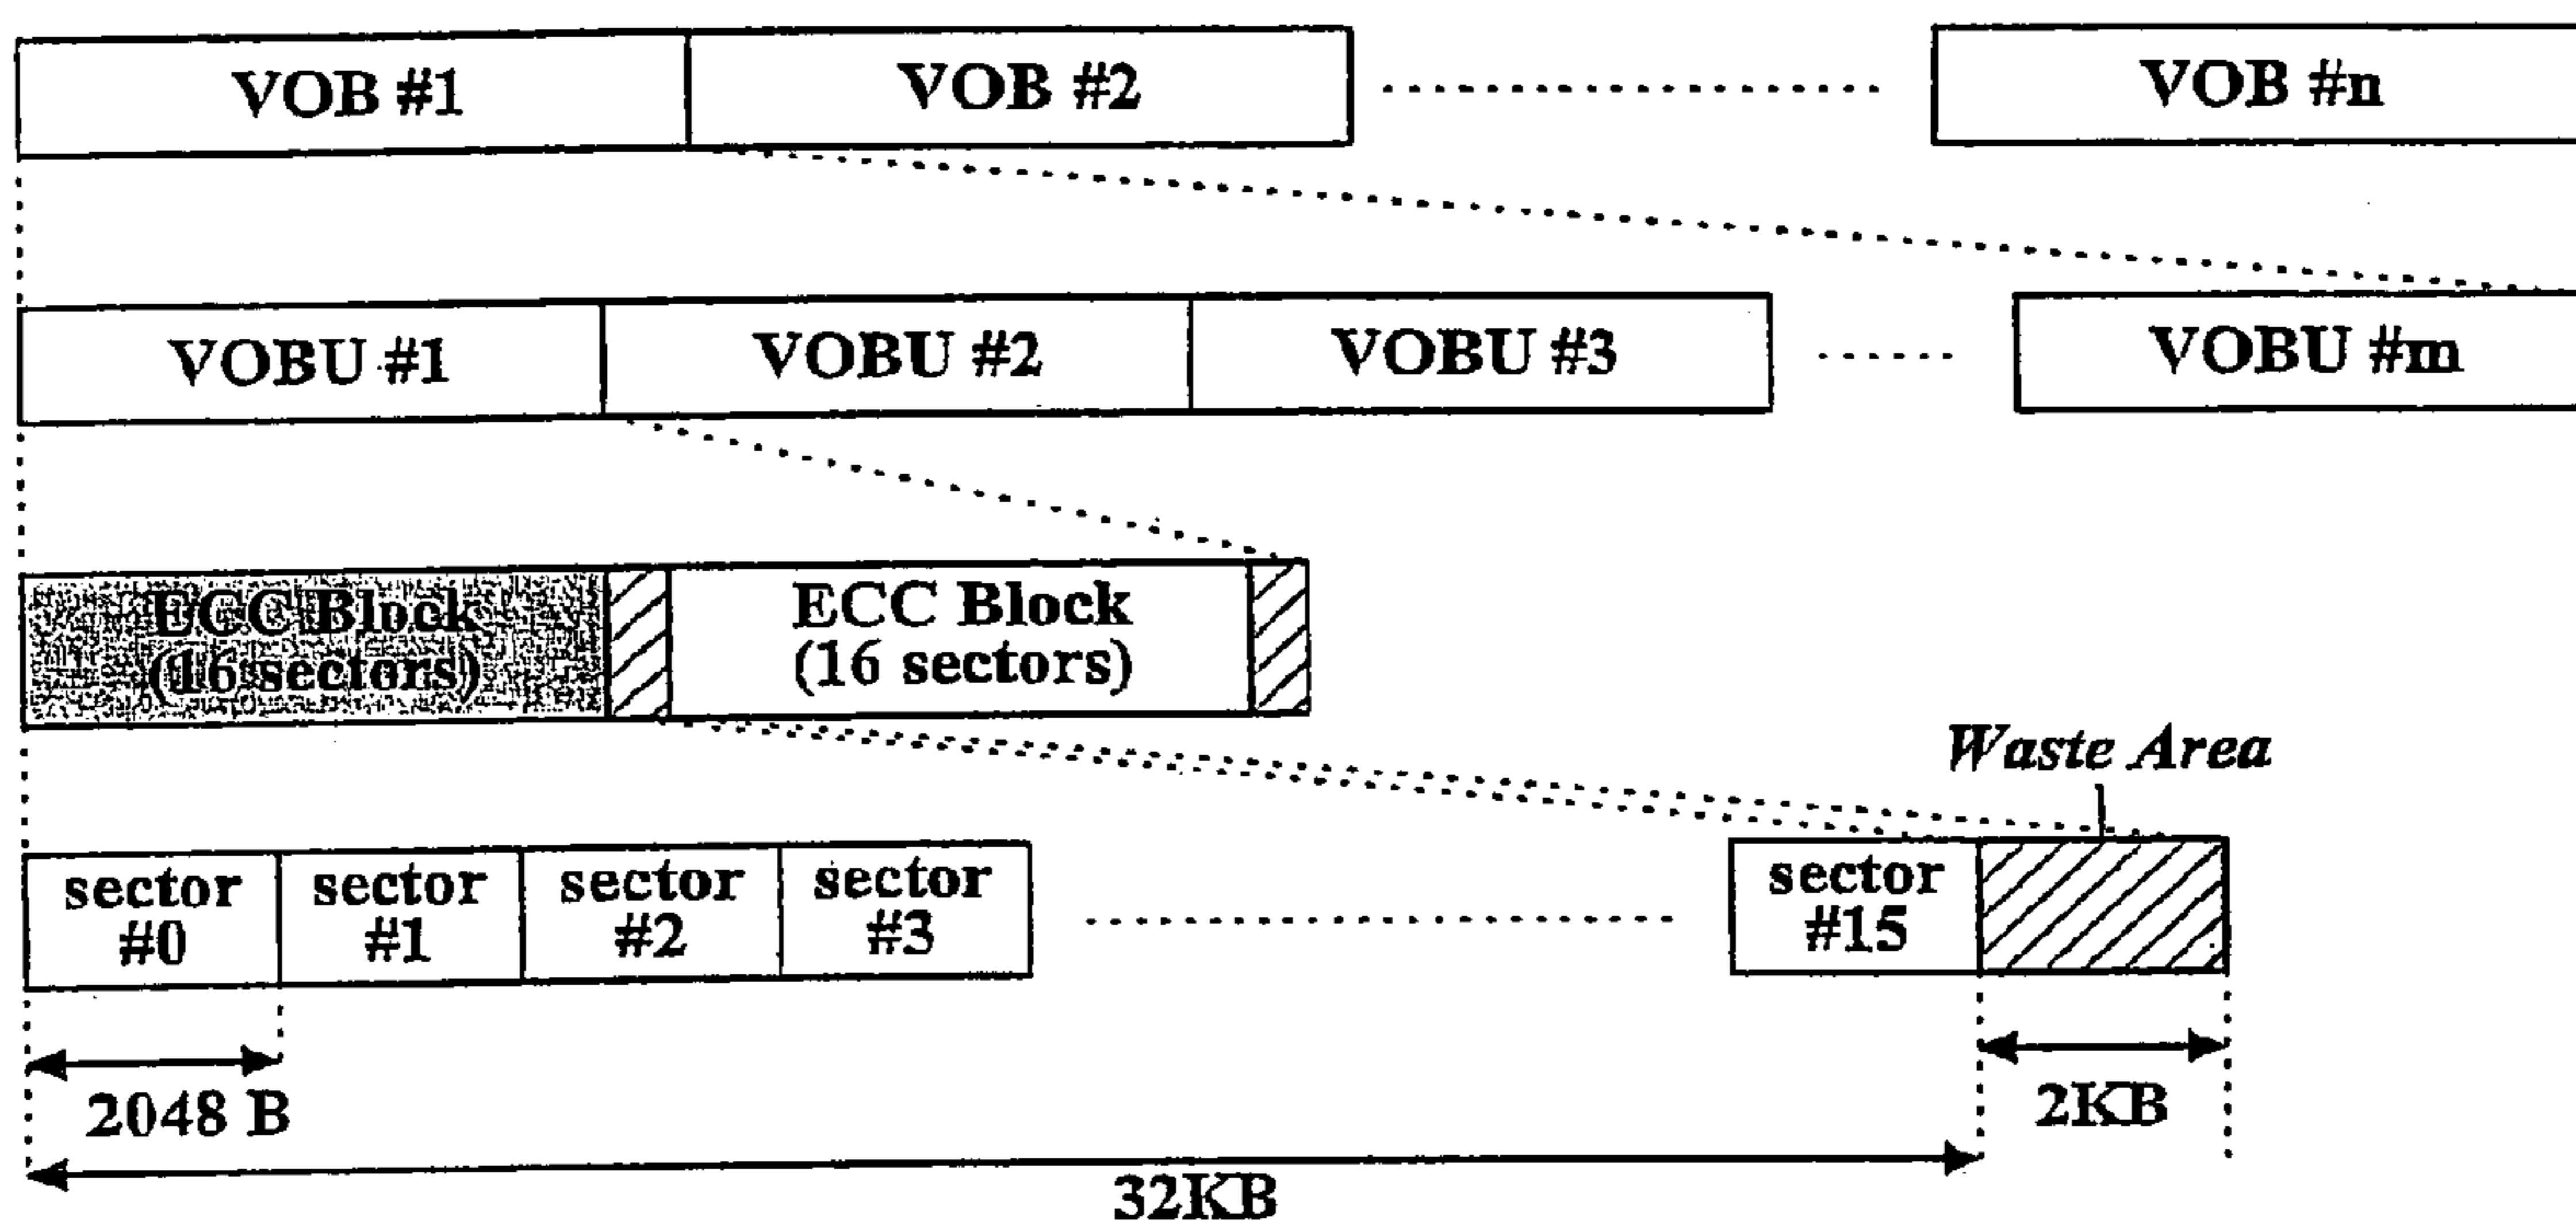 VOB #1
VOB #2
VOB #n
VOBU #1
VOBU #2
VOBU #3
VOBU #m
ECC Block
(16 sectors)
ECC Block
(16 sectors)
Waste Area
sector
#0
sector
#1
sector
#2
sector
#3
sector
#15
2048 B
2KB
32KB